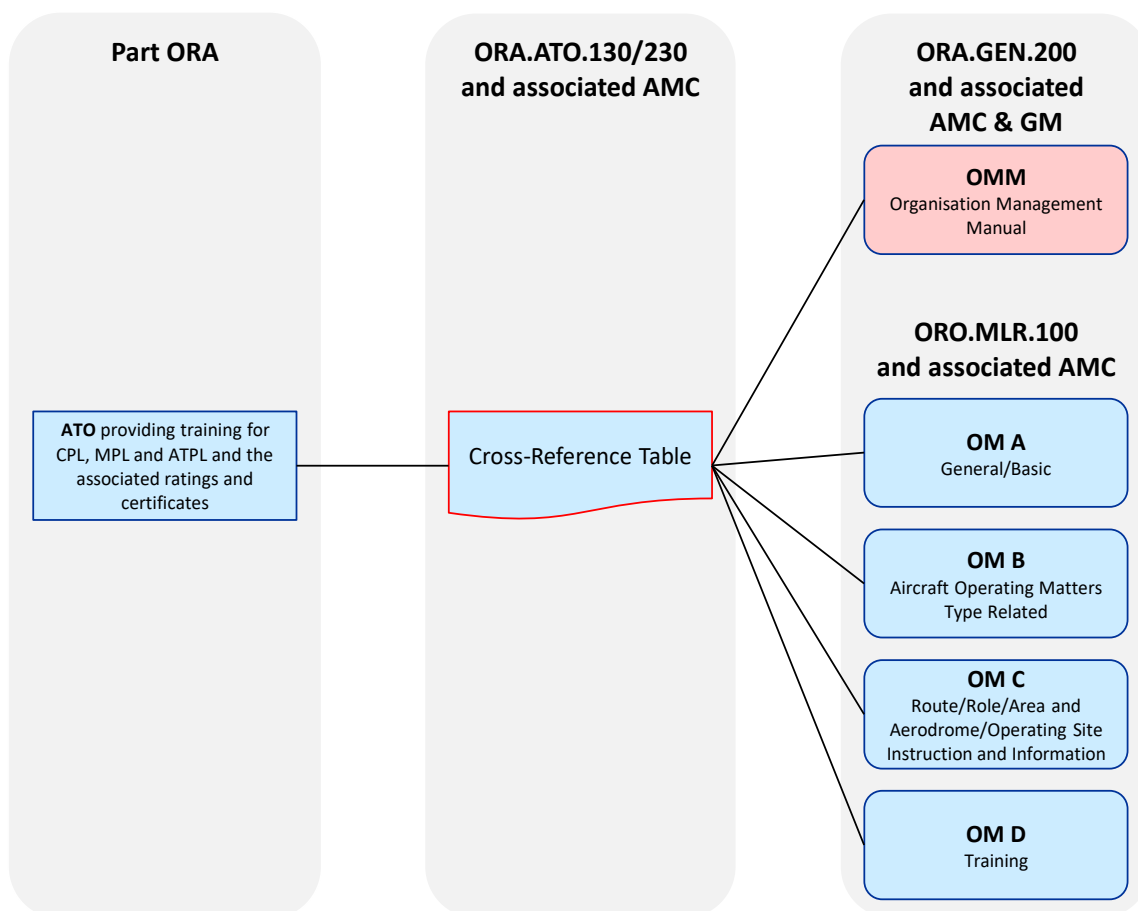 Part ORA
ORA.ATO.130/230
and associated AMC
ORA.GEN.200
and associated
AMC & GM
OMM
Organisation Management
Manual
ORO.MLR.100
and associated AMC
ATO providing training for
CPL, MPL and ATPL and the
associated ratings and
certificates
Cross-Reference Table
OM A
General/Basic
OM B
Aircraft Operating Matters
Type Related
OM C
Route/Role/Area and
Aerodrome/Operating Site
Instruction and Information
OM D
Training